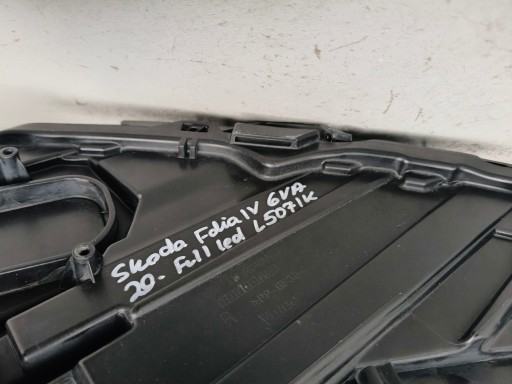 Skoda Fabia IV 6VA
20- Full led L5071K